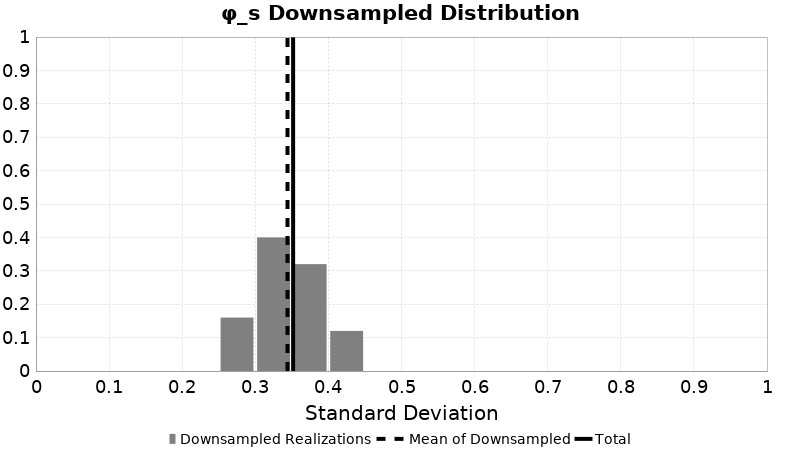 φ_s Downsampled Distribution
1
0.9
0.8
0.7
0.6
0.5
0.4
0.3
0.2
0.1
0
0 0.1 0.2 0.3 0.4 0.5 0.6 0.7 0.8 0.9 1
Standard Deviation
Downsampled Realizations Mean of Downsampled Total